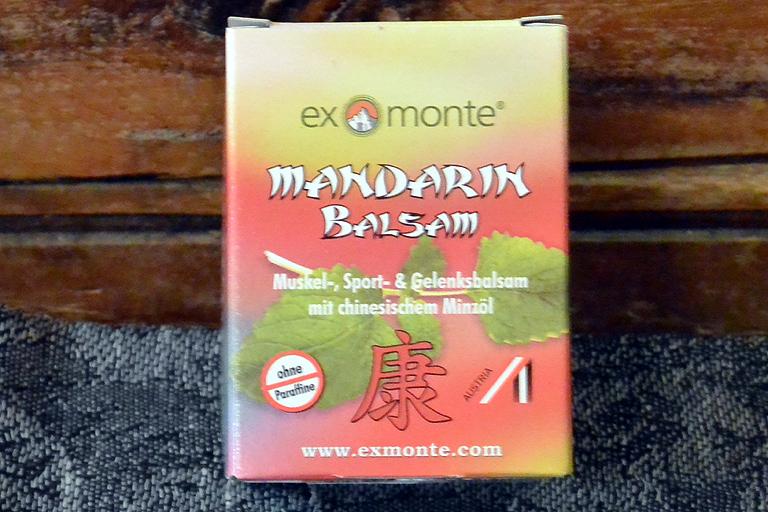 ex monte®
MANDARIN
BALSAM
Muskel-, Sport- & Gelenksbalsam
mit chinesischem Minzöl
ohne
Paraffine
康
AUSTRIA
www.exmonte.com